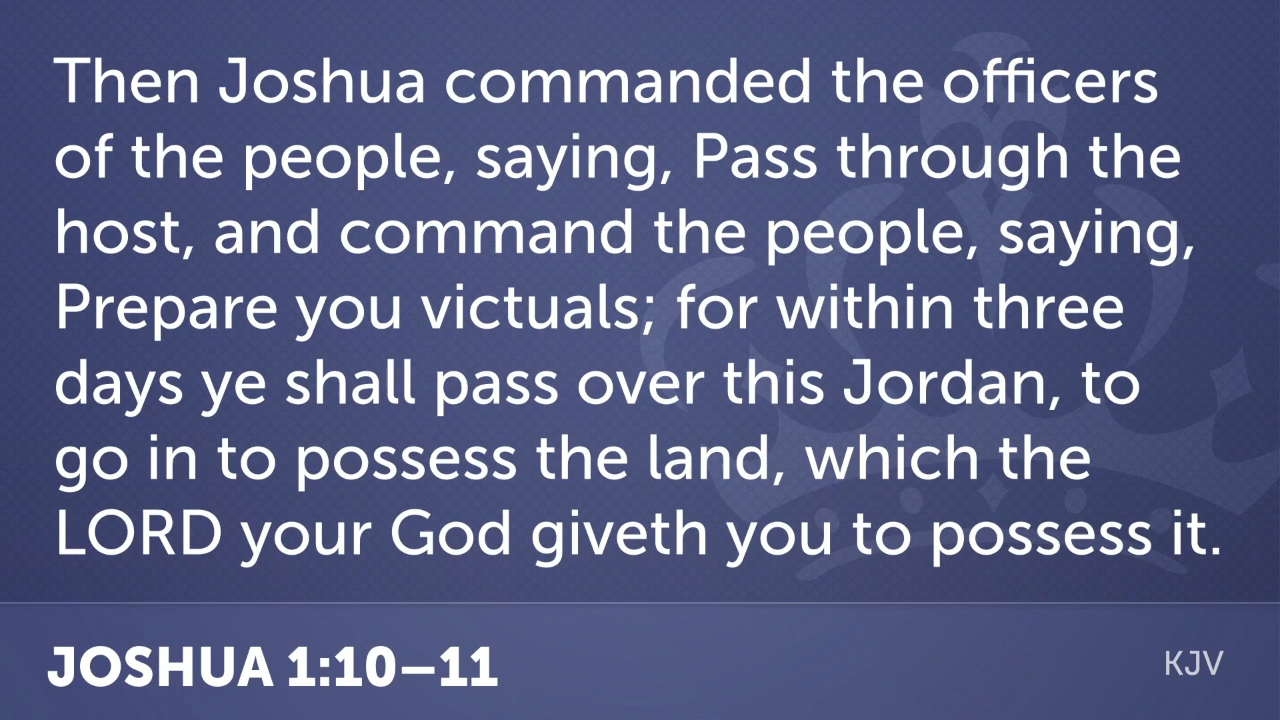 Then Joshua commanded the officers
of the people, saying, Pass through the
host, and command the people, saying,
Prepare you victuals; for within three
days ye shall pass over this Jordan, to
go in to possess the land, which the
LORD your God giveth you to possess it.
JOSHUA 1:10–11
KJV